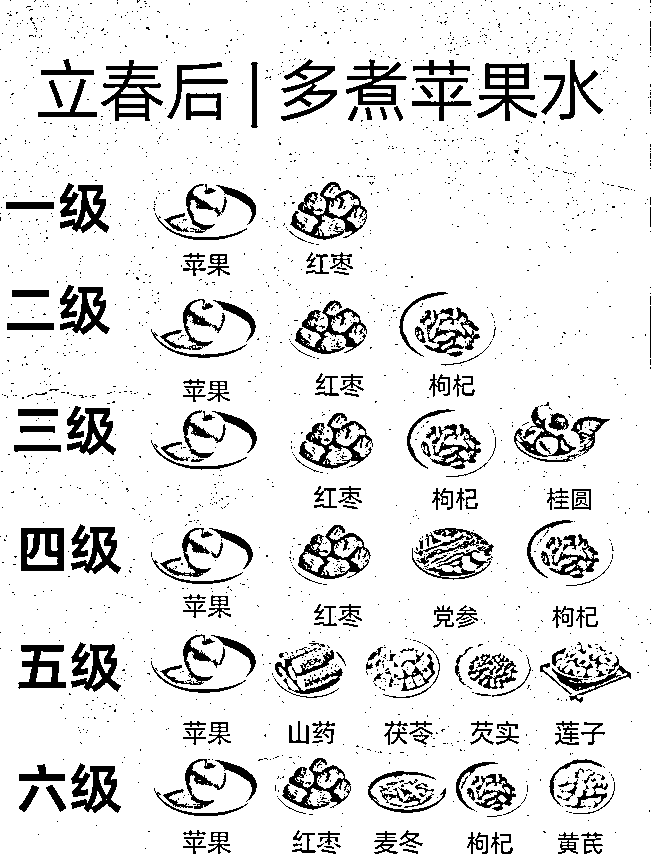 立春后|多煮苹果水
一级
苹果 红枣
二级
苹果 红枣 枸杞
三级
红枣 枸杞 桂圆
四级
苹果 红枣 党参 枸杞
五级
苹果 山药 茯苓 芡实 莲子
六级
苹果 红枣 麦冬 枸杞 黄芪